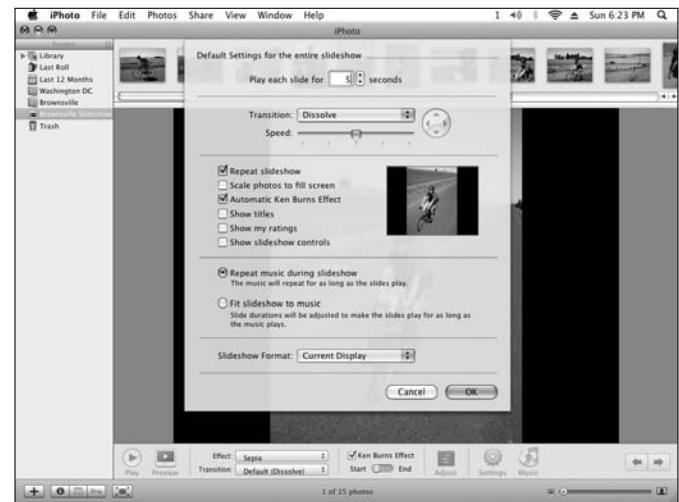 iPhoto File Edit Photos Share View Window Help 1 Sun 6:23 PM
iPhoto
Source
Library
Last Roll
Last 12 Months
Washington DC
Brownsville
Brownsville Slideshow
Trash
Default Settings for the entire slideshow
Play each slide for 5 seconds
Transition: Dissolve
Speed:
Repeat slideshow
Scale photos to fill screen
Automatic Ken Burns Effect
Show titles
Show my ratings
Show slideshow controls
Repeat music during slideshow
The music will repeat for as long as the slides play.
Fit slideshow to music
Slide durations will be adjusted to make the slides play for as long as
the music plays.
Slideshow Format: Current Display
Cancel OK
Play Preview Effect: Sepia Ken Burns Effect
Transition: Default (Dissolve) Start End Adjust Settings Music
1 of 15 photos